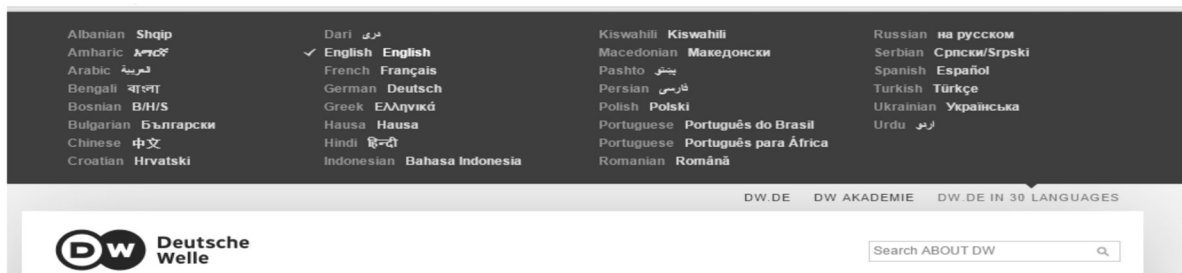 Albanian Shqip
Amharic አማርኛ
Arabic العربية
Bengali বাংলা
Bosnian B/H/S
Bulgarian Български
Chinese 中文
Croatian Hrvatski
Dari دری
✓ English English
French Français
German Deutsch
Greek Ελληνικά
Hausa Hausa
Hindi हिन्दी
Indonesian Bahasa Indonesia
Kiswahili Kiswahili
Macedonian Македонски
Pashto پښتو
Persian فارسی
Polish Polski
Portuguese Português do Brasil
Portuguese Português para África
Romanian Română
Russian на русском
Serbian Српски/Srpski
Spanish Español
Turkish Türkçe
Ukrainian Українська
Urdu اردو
DW.DE DW AKADEMIE DW.DE IN 30 LANGUAGES
DW Deutsche
Welle
Search ABOUT DW